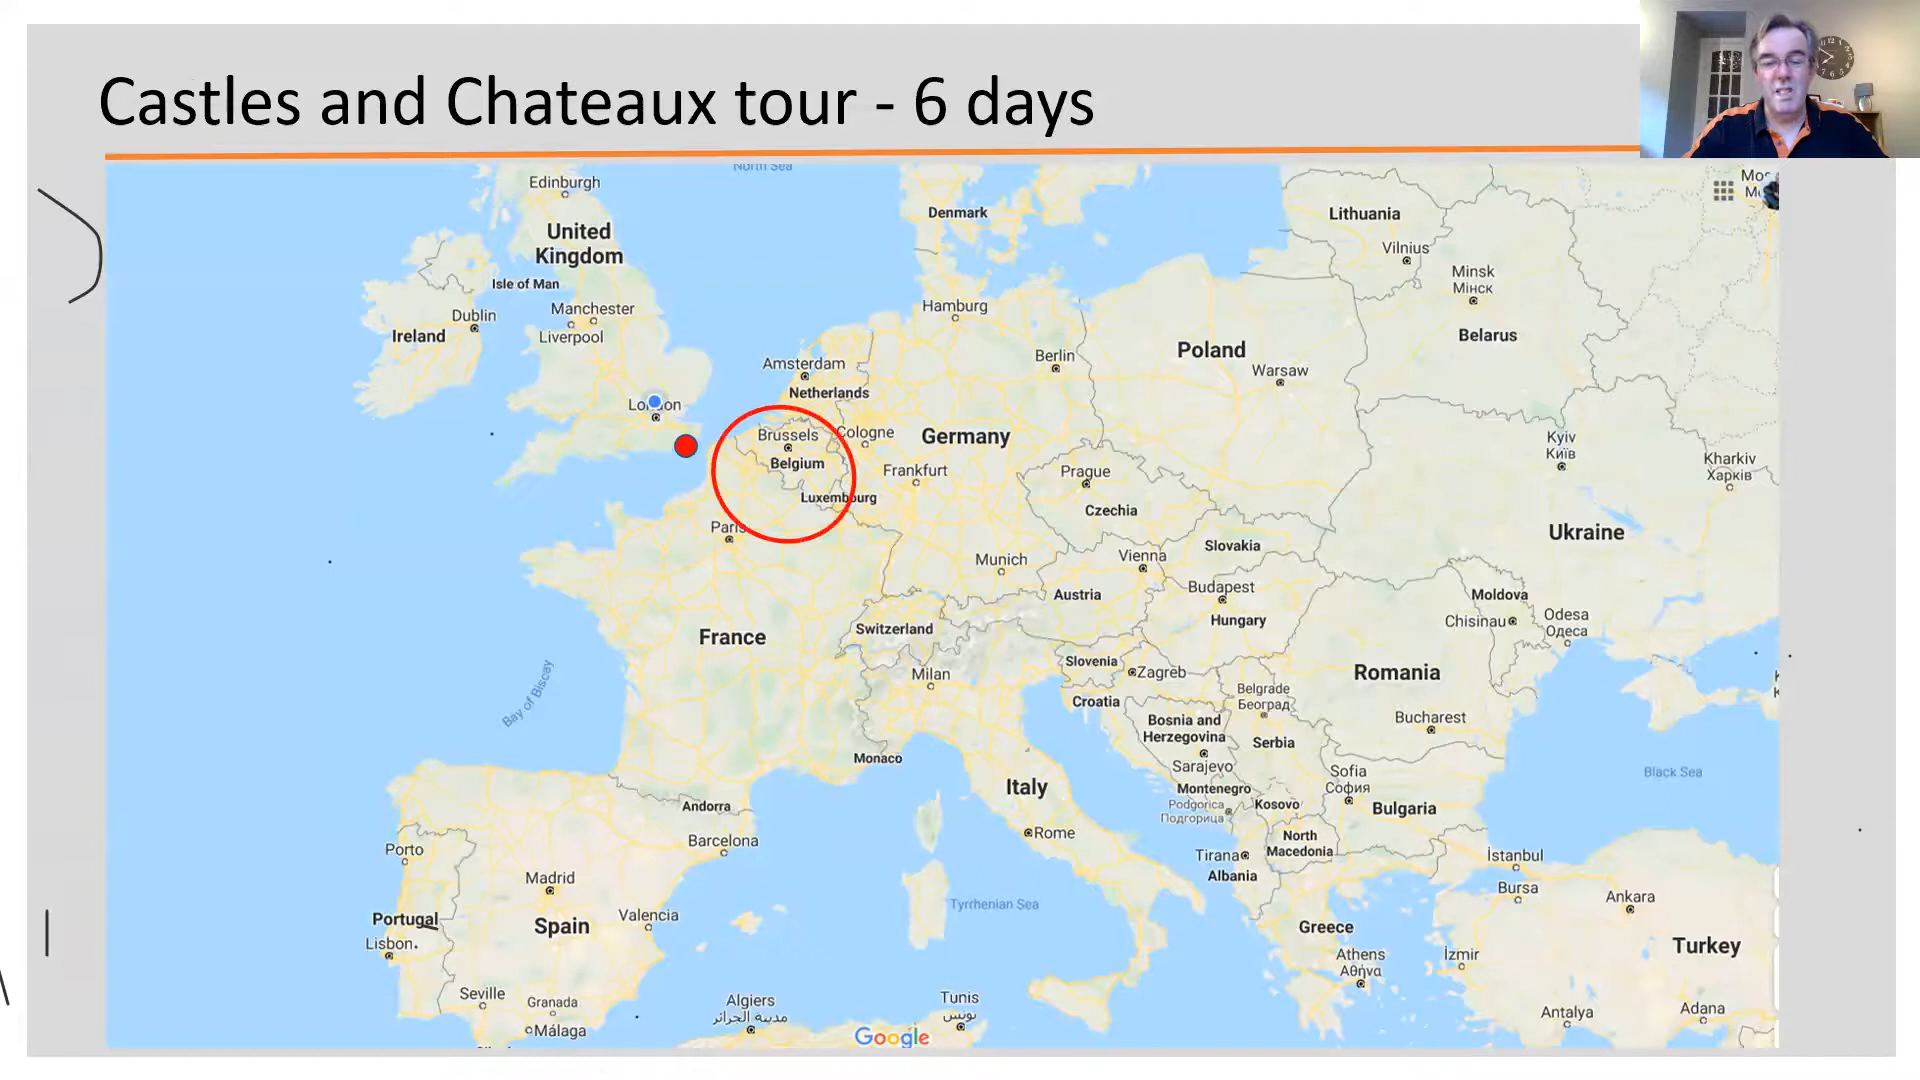 Castles and Chateaux tour - 6 days
North Sea
Edinburgh
United
Kingdom
Isle of Man
Manchester
Dublin
Liverpool
Ireland
London
Denmark
Hamburg
Amsterdam
Netherlands
Berlin
Brussels
Cologne
Germany
Belgium
Frankfurt
Luxembourg
Paris
Lithuania
Vilnius
Minsk
Мінск
Belarus
Poland
Warsaw
Prague
Czechia
Kyiv
Київ
Kharkiv
Харків
Ukraine
Slovakia
Munich
Vienna
Austria
Budapest
Hungary
Moldova
Chisinau
Odesa
Одеса
France
Switzerland
Bay of Biscay
Milan
Slovenia
Zagreb
Croatia
Belgrade
Београд
Romania
Bosnia and
Herzegovina
Serbia
Bucharest
Monaco
Sarajevo
Sofia
София
Black Sea
Italy
Montenegro
Podgorica
Подгорица
Kosovo
Bulgaria
Andorra
Barcelona
Rome
North
Macedonia
Tirana
Albania
İstanbul
Bursa
Ankara
Porto
Madrid
Portugal
Spain
Valencia
Lisbon
Tyrrhenian Sea
Greece
Athens
Αθήνα
İzmir
Turkey
Seville
Granada
Málaga
Algiers
مدينة الجزائر
Tunis
تونس
Antalya
Adana
Google